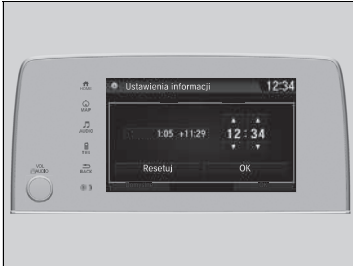 HOME
Ustawienia informacji 12:34
MAP
AUDIO
1:05 +11:29 12 : 34
BACK
Resetuj OK
VOL
AUDIO